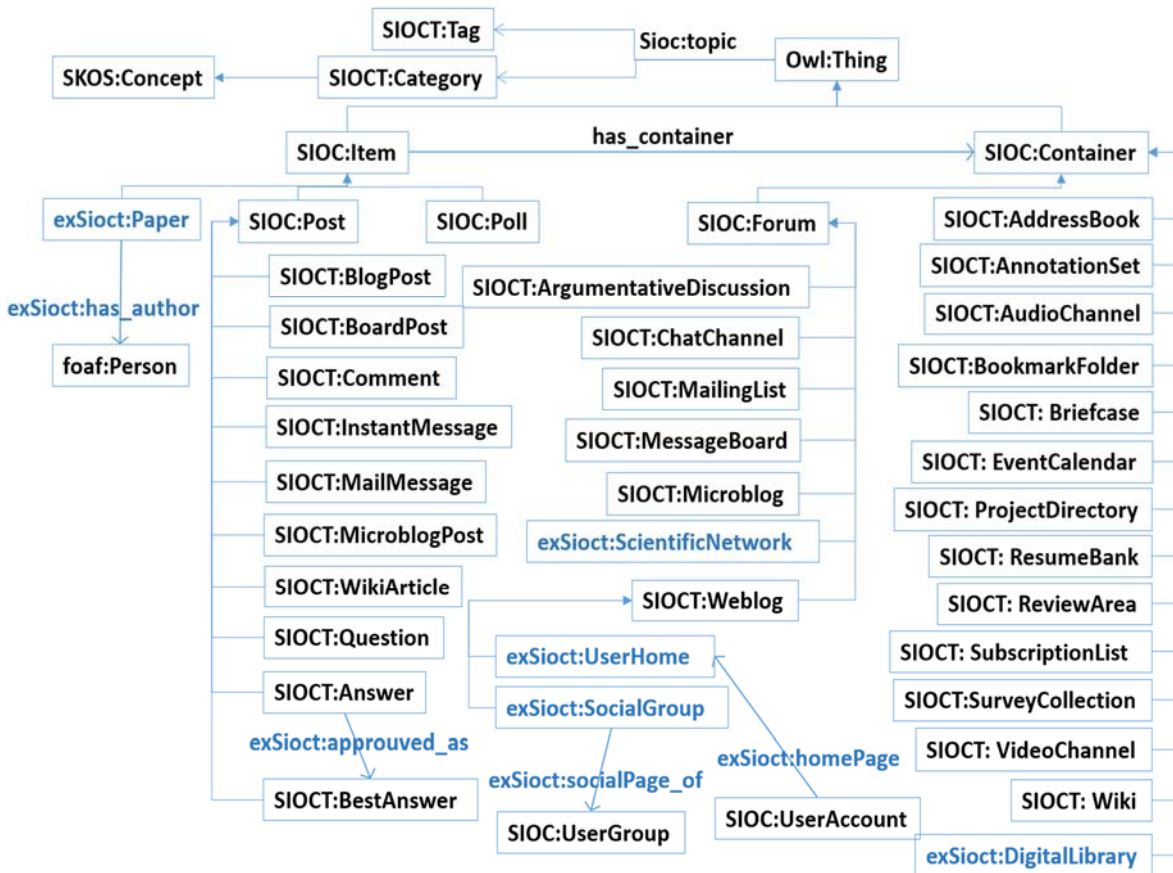 SIOCT:Tag
Sioc:topic
Owl:Thing
SKOS:Concept
SIOCT:Category
has_container
SIOC:Item
SIOC:Container
exSioct:Paper
SIOC:Post
SIOC:Poll
SIOC:Forum
SIOCT:AddressBook
SIOCT:BlogPost
SIOCT:ArgumentativeDiscussion
SIOCT:AnnotationSet
exSioct:has_author
SIOCT:BoardPost
SIOCT:ChatChannel
SIOCT:AudioChannel
foaf:Person
SIOCT:Comment
SIOCT:MailingList
SIOCT:BookmarkFolder
SIOCT:InstantMessage
SIOCT:MessageBoard
SIOCT: Briefcase
SIOCT:MailMessage
SIOCT:Microblog
SIOCT: EventCalendar
SIOCT:MicroblogPost
exSioct:ScientificNetwork
SIOCT: ProjectDirectory
SIOCT:WikiArticle
SIOCT:Weblog
SIOCT: ResumeBank
SIOCT:Question
exSioct:UserHome
SIOCT: ReviewArea
SIOCT:Answer
exSioct:SocialGroup
SIOCT: SubscriptionList
exSioct:approuved_as
SIOCT:SurveyCollection
exSioct:homePage
SIOCT: VideoChannel
exSioct:socialPage_of
SIOCT:BestAnswer
SIOC:UserGroup
SIOC:UserAccount
SIOCT: Wiki
exSioct:DigitalLibrary